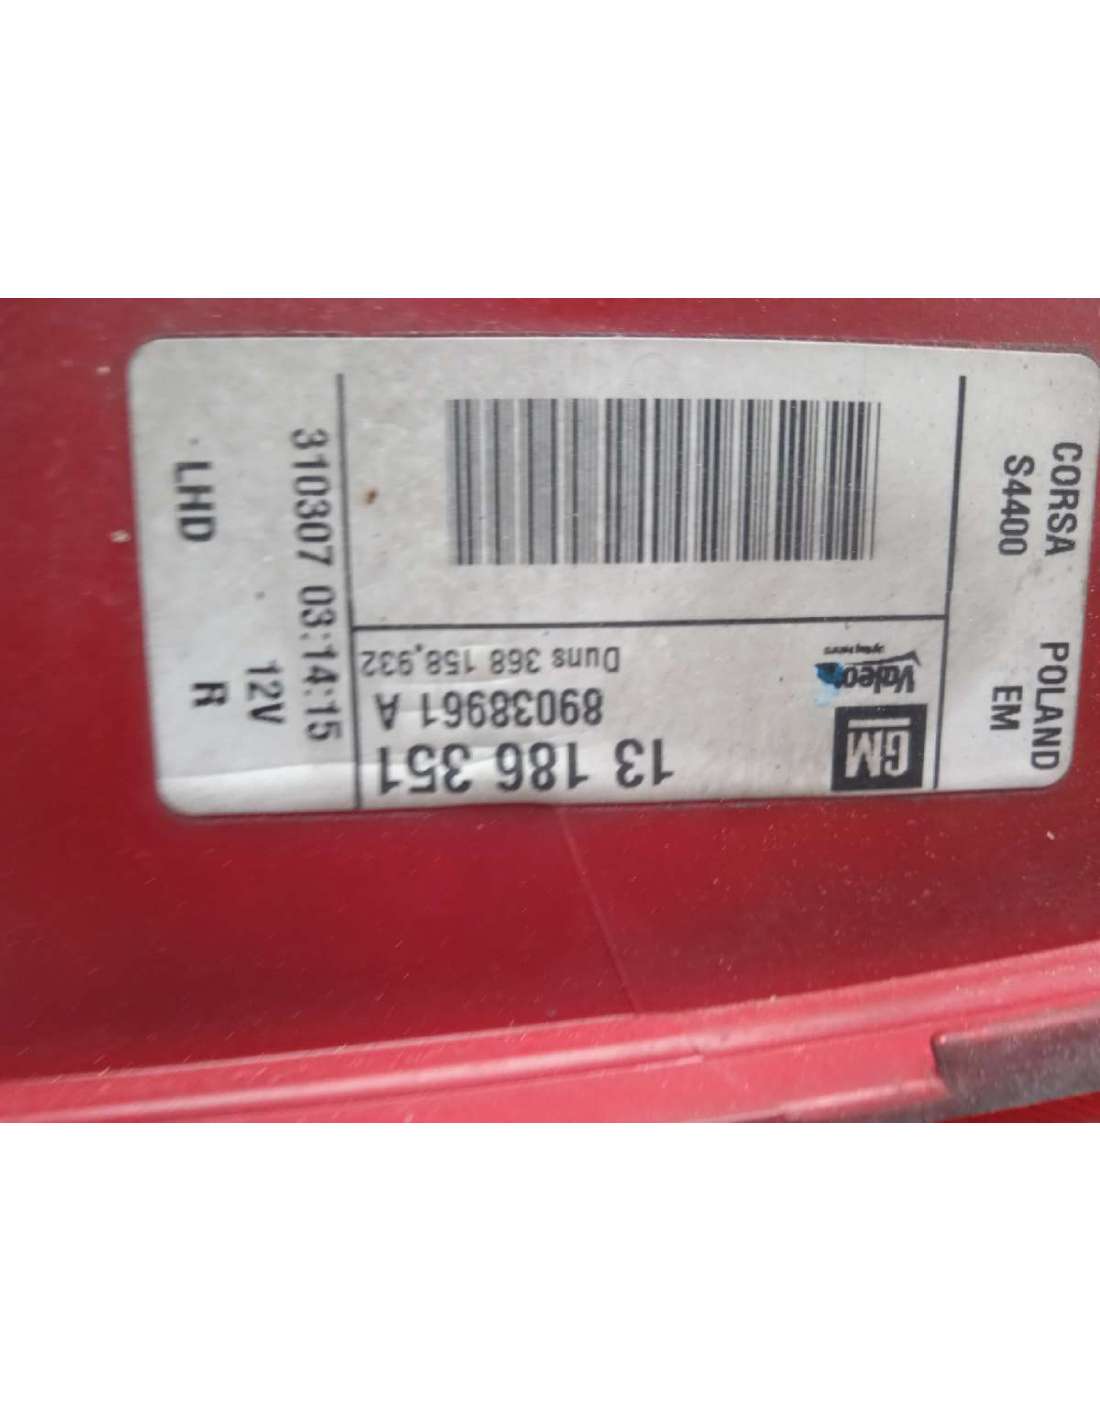 CORSA POLAND
S4400 EM
GM
13 186 351
Valeo
89038961 A
Duns 368 158,932
310307 03:14:15
12V
LHD R